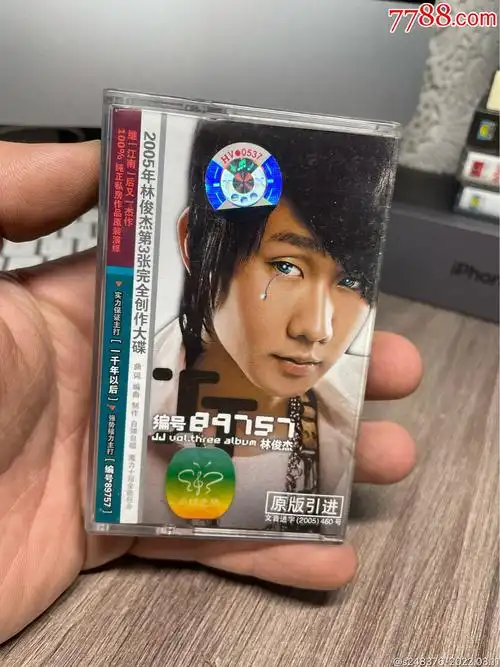 7788.com
HV●0537
2005年林俊杰第3张完全创作大碟
继「江南」后又一杰作
100% 纯正私房作品原装演绎
▼ 实力保证主打 [ 一千年以后 ]
▼ 强势接力主打 [ 编号89757 ]
编号89757
JJ vol.three album 林俊杰
原版引进
文音进字 (2005) 460 号
iPhon